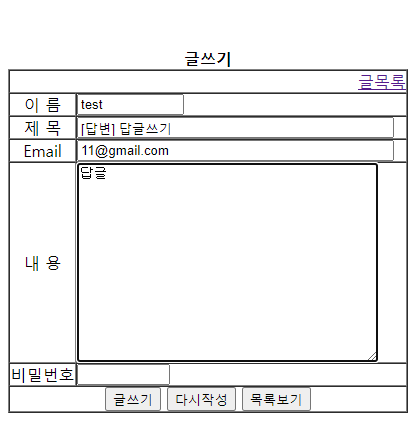 글쓰기
글목록
이 름 test
제 목 [답변] 답글쓰기
Email 11@gmail.com
내 용 답글
비밀번호
글쓰기 다시작성 목록보기